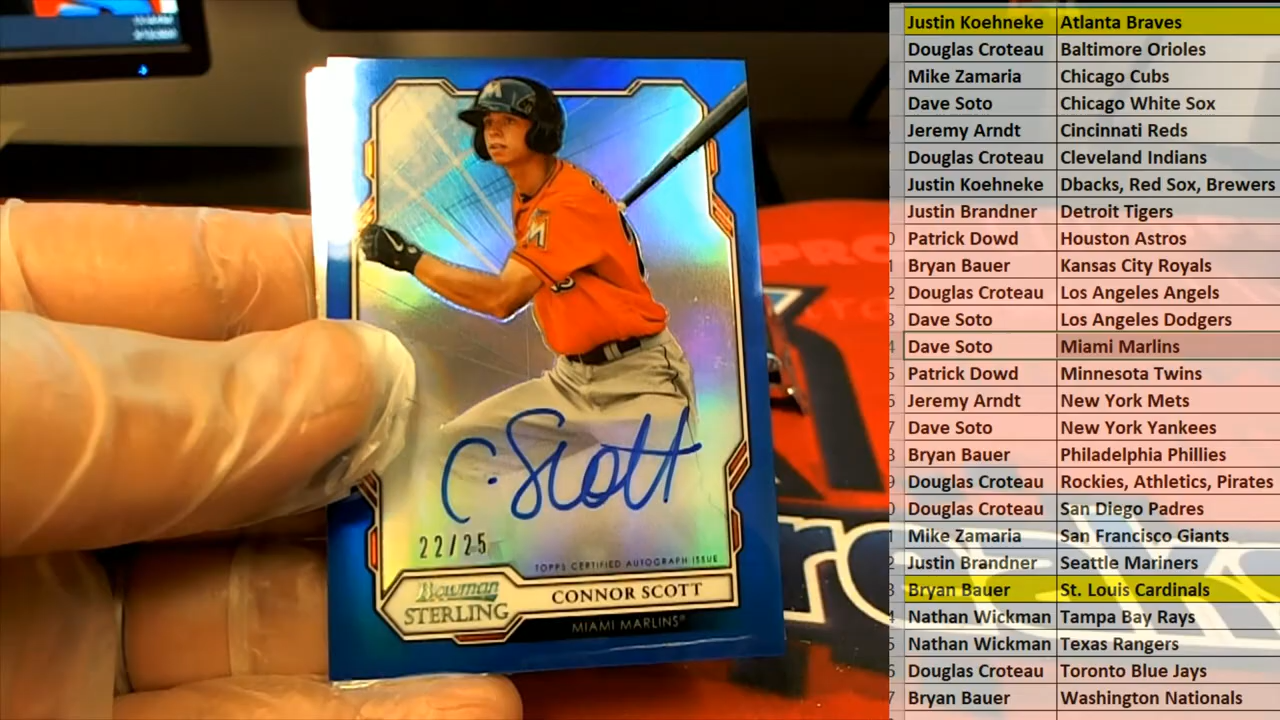 M
M
C. Scott
22/25
TOPPS CERTIFIED AUTOGRAPH ISSUE
Bowman
STERLING
CONNOR SCOTT
MIAMI MARLINS®
PRO
Justin Koehneke Atlanta Braves
Douglas Croteau Baltimore Orioles
Mike Zamaria Chicago Cubs
Dave Soto Chicago White Sox
Jeremy Arndt Cincinnati Reds
Douglas Croteau Cleveland Indians
Justin Koehneke Dbacks, Red Sox, Brewers
Justin Brandner Detroit Tigers
Patrick Dowd Houston Astros
Bryan Bauer Kansas City Royals
Douglas Croteau Los Angeles Angels
Dave Soto Los Angeles Dodgers
Dave Soto Miami Marlins
Patrick Dowd Minnesota Twins
Jeremy Arndt New York Mets
Dave Soto New York Yankees
Bryan Bauer Philadelphia Phillies
Douglas Croteau Rockies, Athletics, Pirates
Douglas Croteau San Diego Padres
Mike Zamaria San Francisco Giants
Justin Brandner Seattle Mariners
Bryan Bauer St. Louis Cardinals
Nathan Wickman Tampa Bay Rays
Nathan Wickman Texas Rangers
Douglas Croteau Toronto Blue Jays
Bryan Bauer Washington Nationals